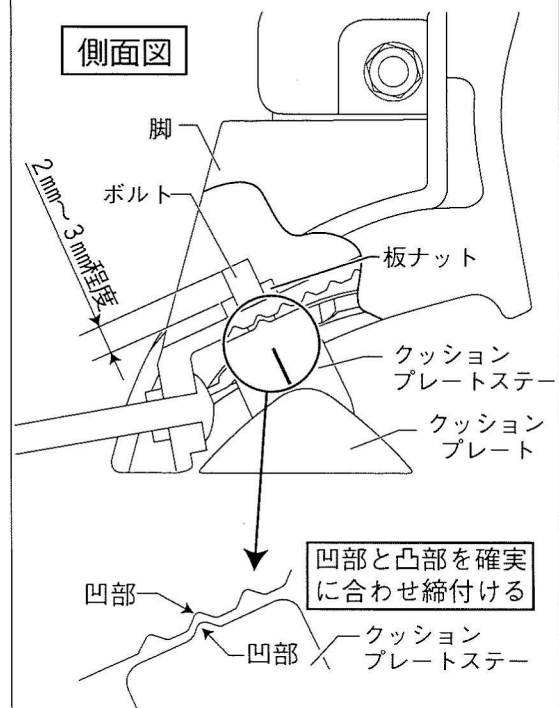 側面図
脚
ボルト
2mm~3mm程度
板ナット
クッション
プレートステー
クッション
プレート
凹部と凸部を確実
に合わせ締付ける
凹部
凹部
クッション
プレートステー